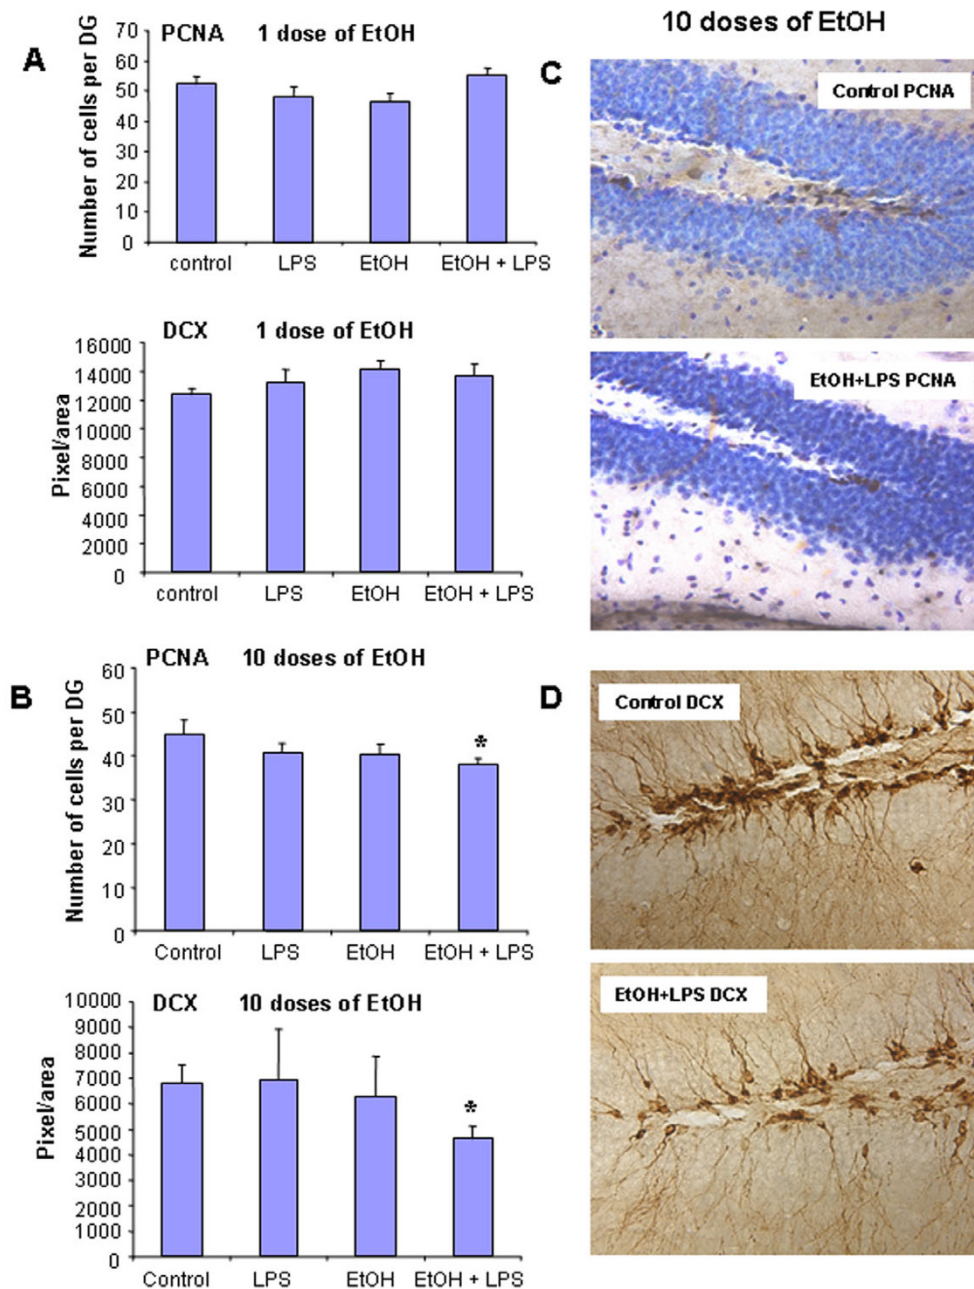 A
PCNA 1 dose of EtOH
Number of cells per DG
70
60
50
40
30
20
10
0
control LPS EtOH EtOH + LPS
DCX 1 dose of EtOH
Pixel/area
16000
14000
12000
10000
8000
6000
4000
2000
0
control LPS EtOH EtOH + LPS
B
PCNA 10 doses of EtOH
Number of cells per DG
60
50
40
30
20
10
0
*
Control LPS EtOH EtOH + LPS
DCX 10 doses of EtOH
Pixel/area
10000
9000
8000
7000
6000
5000
4000
3000
2000
1000
0
*
Control LPS EtOH EtOH + LPS
10 doses of EtOH
C
Control PCNA
EtOH+LPS PCNA
D
Control DCX
EtOH+LPS DCX